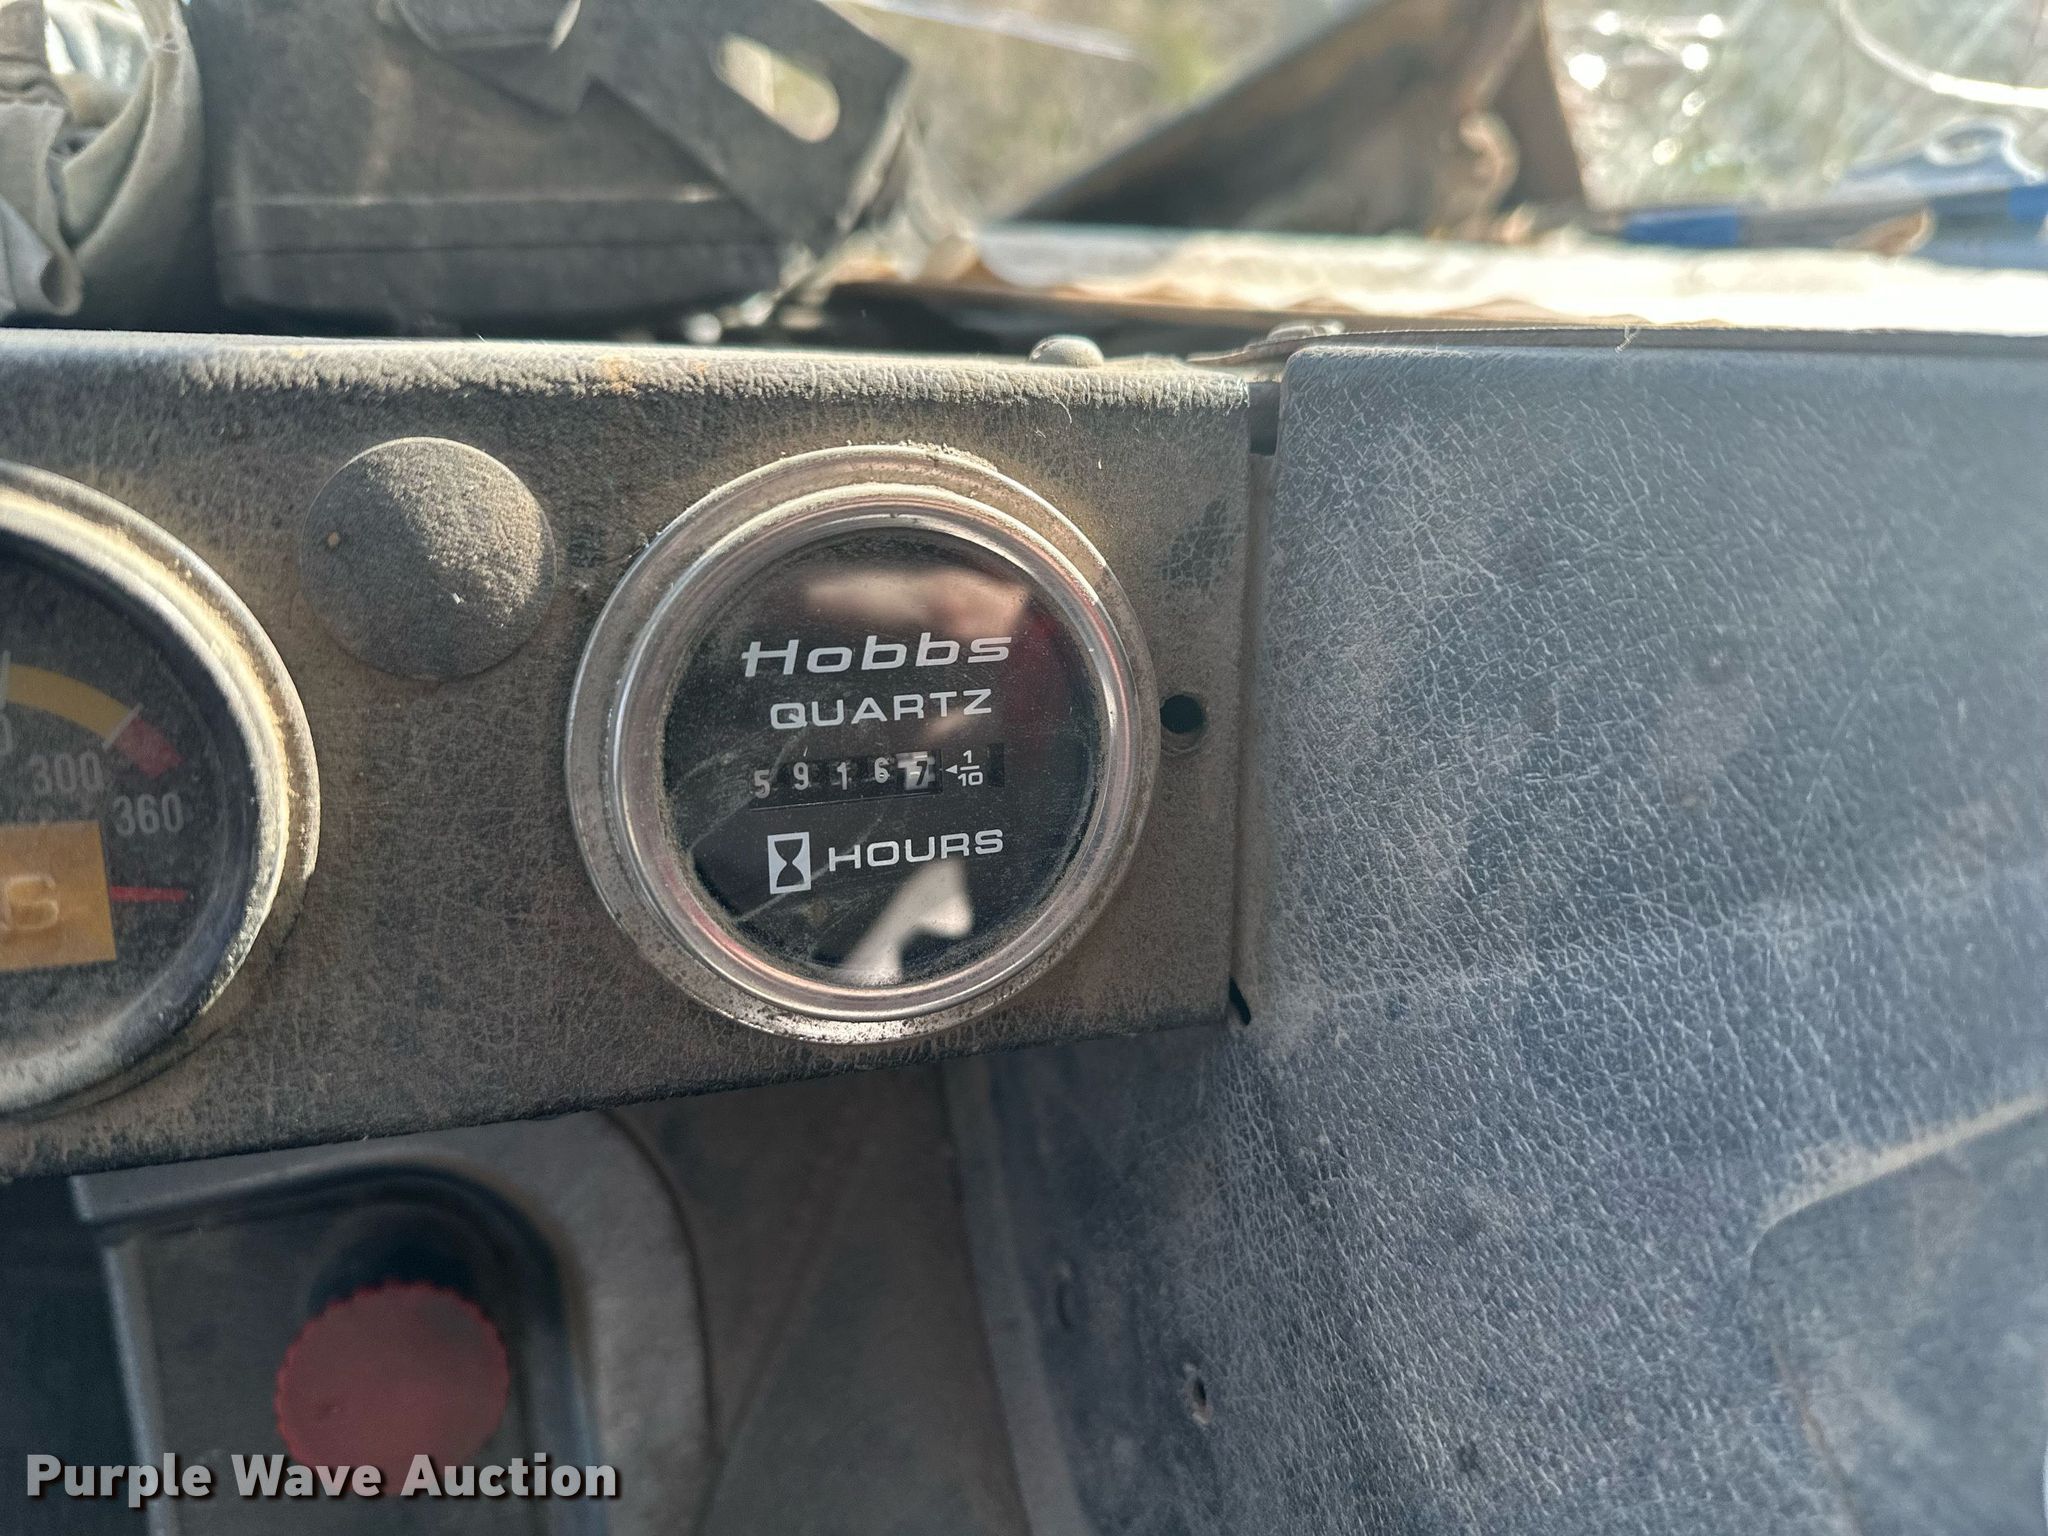 Hobbs
QUARTZ
5 9 1 6 7 ◄ 1/10
HOURS
300
360
Purple Wave Auction